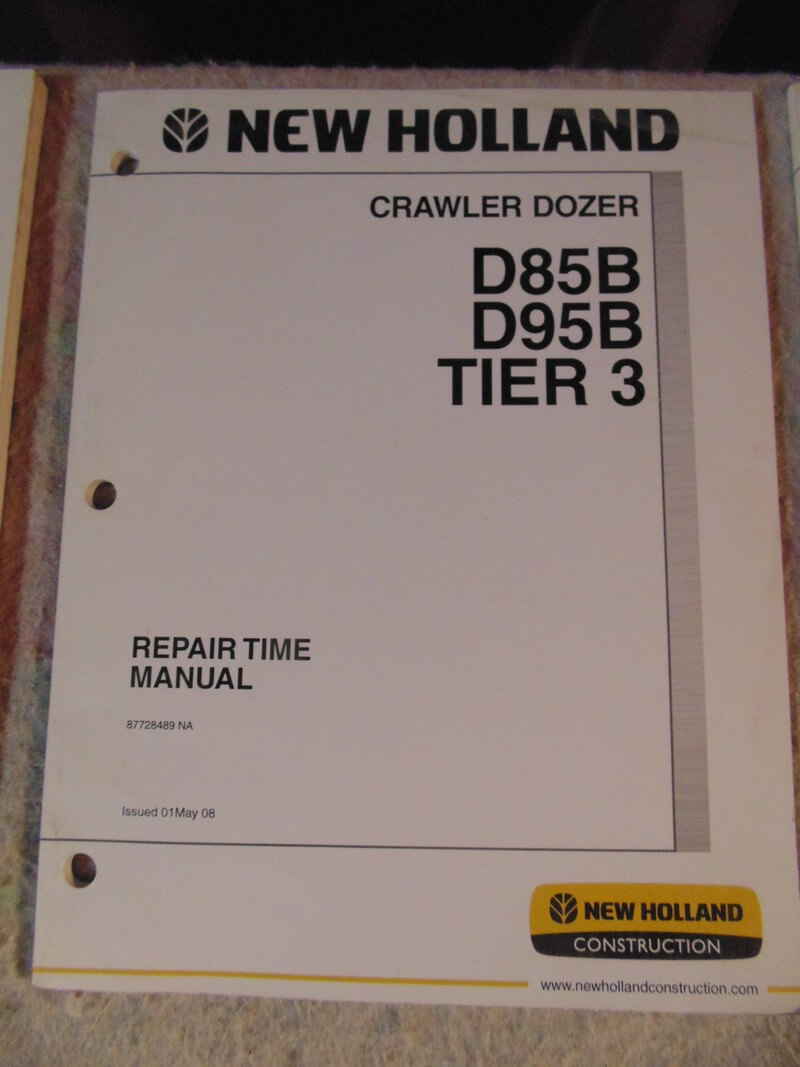 NEW HOLLAND
CRAWLER DOZER
D85B
D95B
TIER 3
REPAIR TIME
MANUAL
87728489 NA
Issued 01May 08
NEW HOLLAND
CONSTRUCTION
www.newhollandconstruction.com